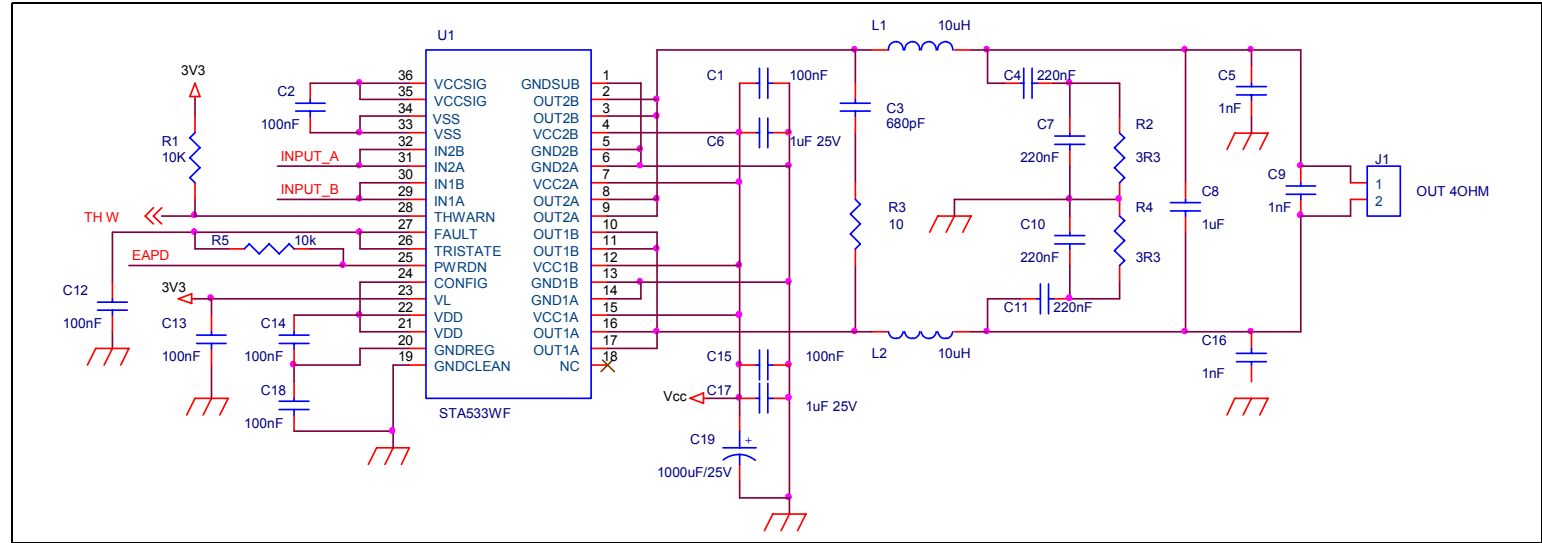 U1
STA533WF
36 VCCSIG
35 VCCSIG
34 VSS
33 VSS
32 IN2B
31 IN2A
30 IN1B
29 IN1A
28 THWARN
27 FAULT
26 TRISTATE
25 PWRDN
24 CONFIG
23 VL
22 VDD
21 VDD
20 GNDREG
19 GNDCLEAN
GNDSUB 1
OUT2B 2
OUT2B 3
VCC2B 4
GND2B 5
GND2A 6
VCC2A 7
OUT2A 8
OUT2A 9
OUT1B 10
OUT1B 11
VCC1B 12
GND1B 13
GND1A 14
VCC1A 15
OUT1A 16
OUT1A 17
NC 18
3V3
R1
10K
C2
100nF
INPUT_A
INPUT_B
TH W
R5 10k
EAPD
C12
100nF
3V3
C13
100nF
C14
100nF
C18
100nF
C1 100nF
C6 1uF 25V
C15 100nF
Vcc
C17
1uF 25V
C19
+
1000uF/25V
C3
680pF
R3
10
L1 10uH
L2 10uH
C4 220nF
C7
220nF
R2
3R3
C10
220nF
R4
3R3
C11 220nF
C8
1uF
C5
1nF
C9
1nF
C16
1nF
J1
1
2
OUT 4OHM